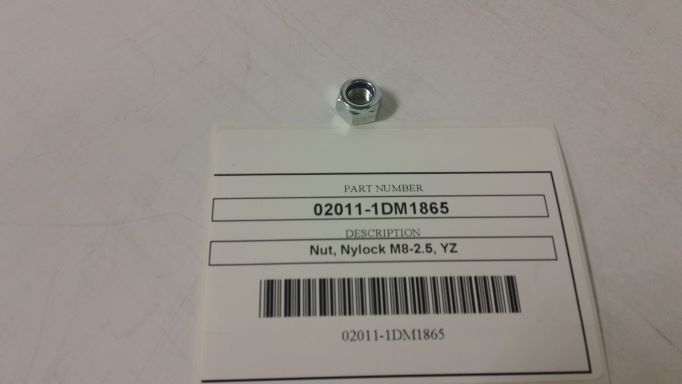 PART NUMBER
02011-1DM1865
DESCRIPTION
Nut, Nylock M8-2.5, YZ
02011-1DM1865